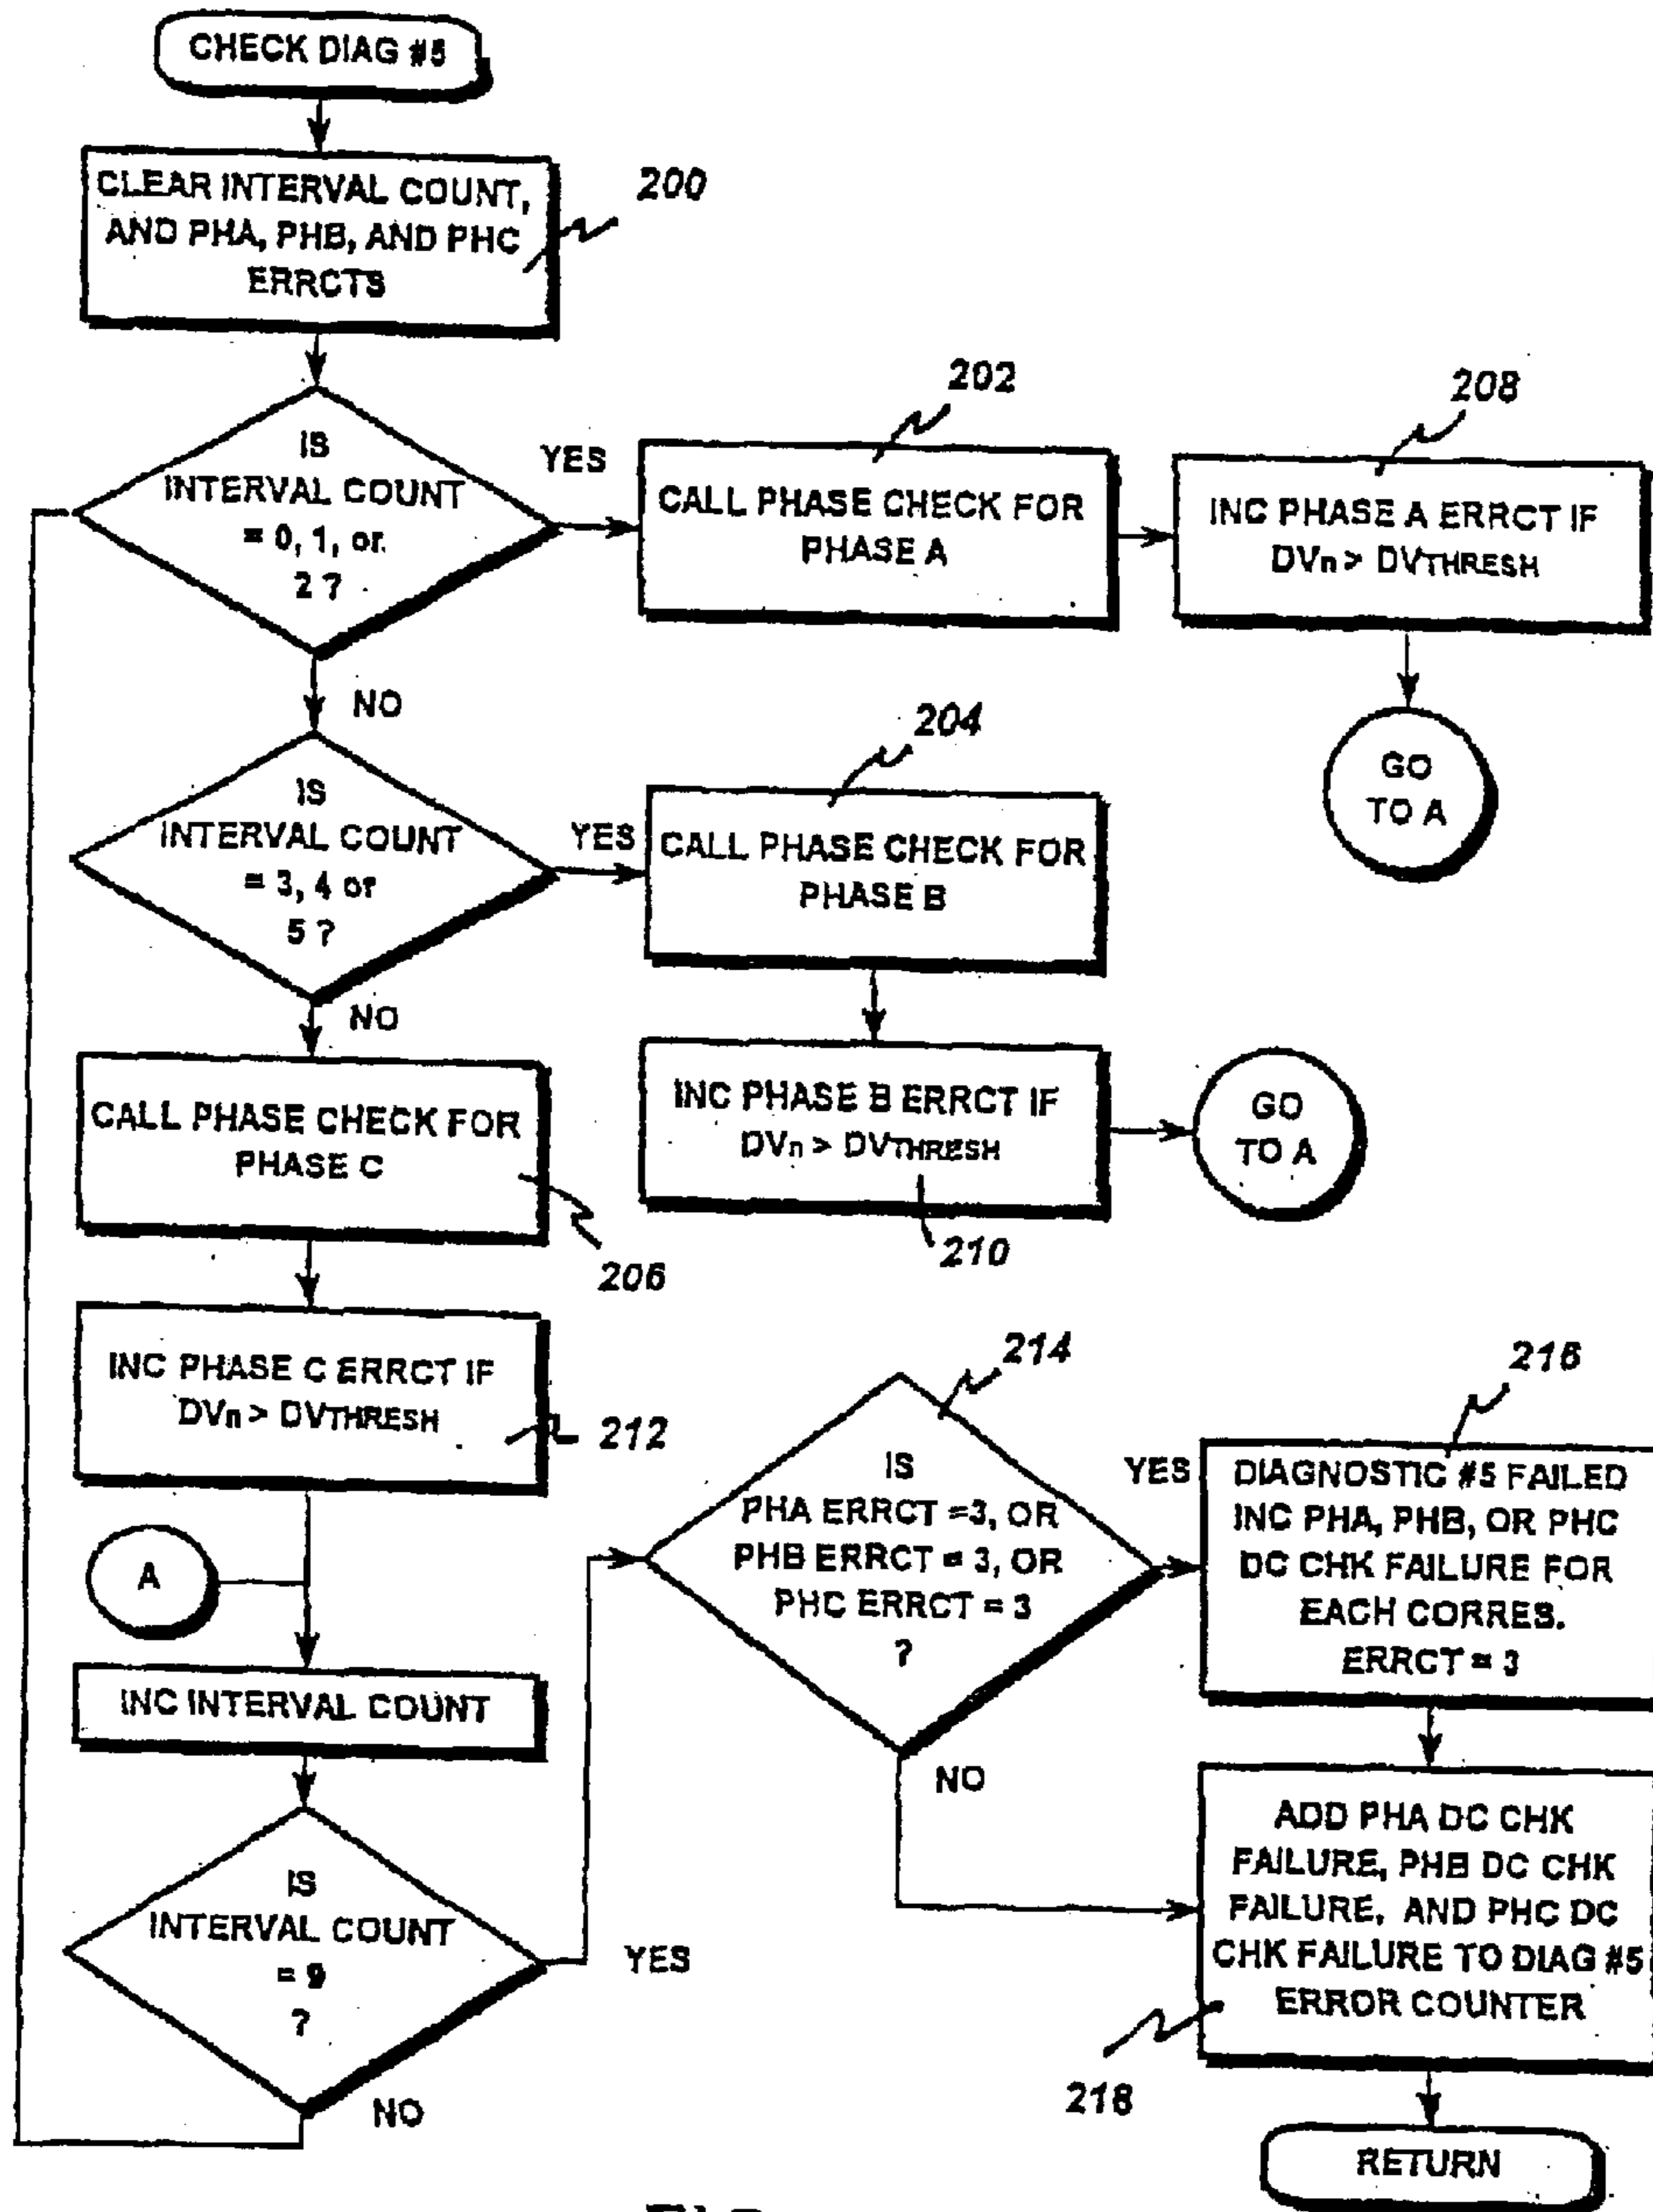 CHECK DIAG #5
CLEAR INTERVAL COUNT,
AND PHA, PHB, AND PHC
ERRCTS
200
IS
INTERVAL COUNT
= 0, 1, or
2 ?
YES
202
CALL PHASE CHECK FOR
PHASE A
208
INC PHASE A ERRCT IF
DVn > DVTHRESH
GO
TO A
NO
IS
INTERVAL COUNT
= 3, 4 or
5 ?
YES
204
CALL PHASE CHECK FOR
PHASE B
INC PHASE B ERRCT IF
DVn > DVTHRESH
210
GO
TO A
NO
CALL PHASE CHECK FOR
PHASE C
206
INC PHASE C ERRCT IF
DVn > DVTHRESH
212
A
INC INTERVAL COUNT
IS
INTERVAL COUNT
= 9
?
YES
NO
214
IS
PHA ERRCT =3, OR
PHB ERRCT = 3, OR
PHC ERRCT = 3
?
YES
NO
216
DIAGNOSTIC #5 FAILED
INC PHA, PHB, OR PHC
DC CHK FAILURE FOR
EACH CORRES.
ERRCT = 3
ADD PHA DC CHK
FAILURE, PHB DC CHK
FAILURE, AND PHC DC
CHK FAILURE TO DIAG #5
ERROR COUNTER
218
RETURN